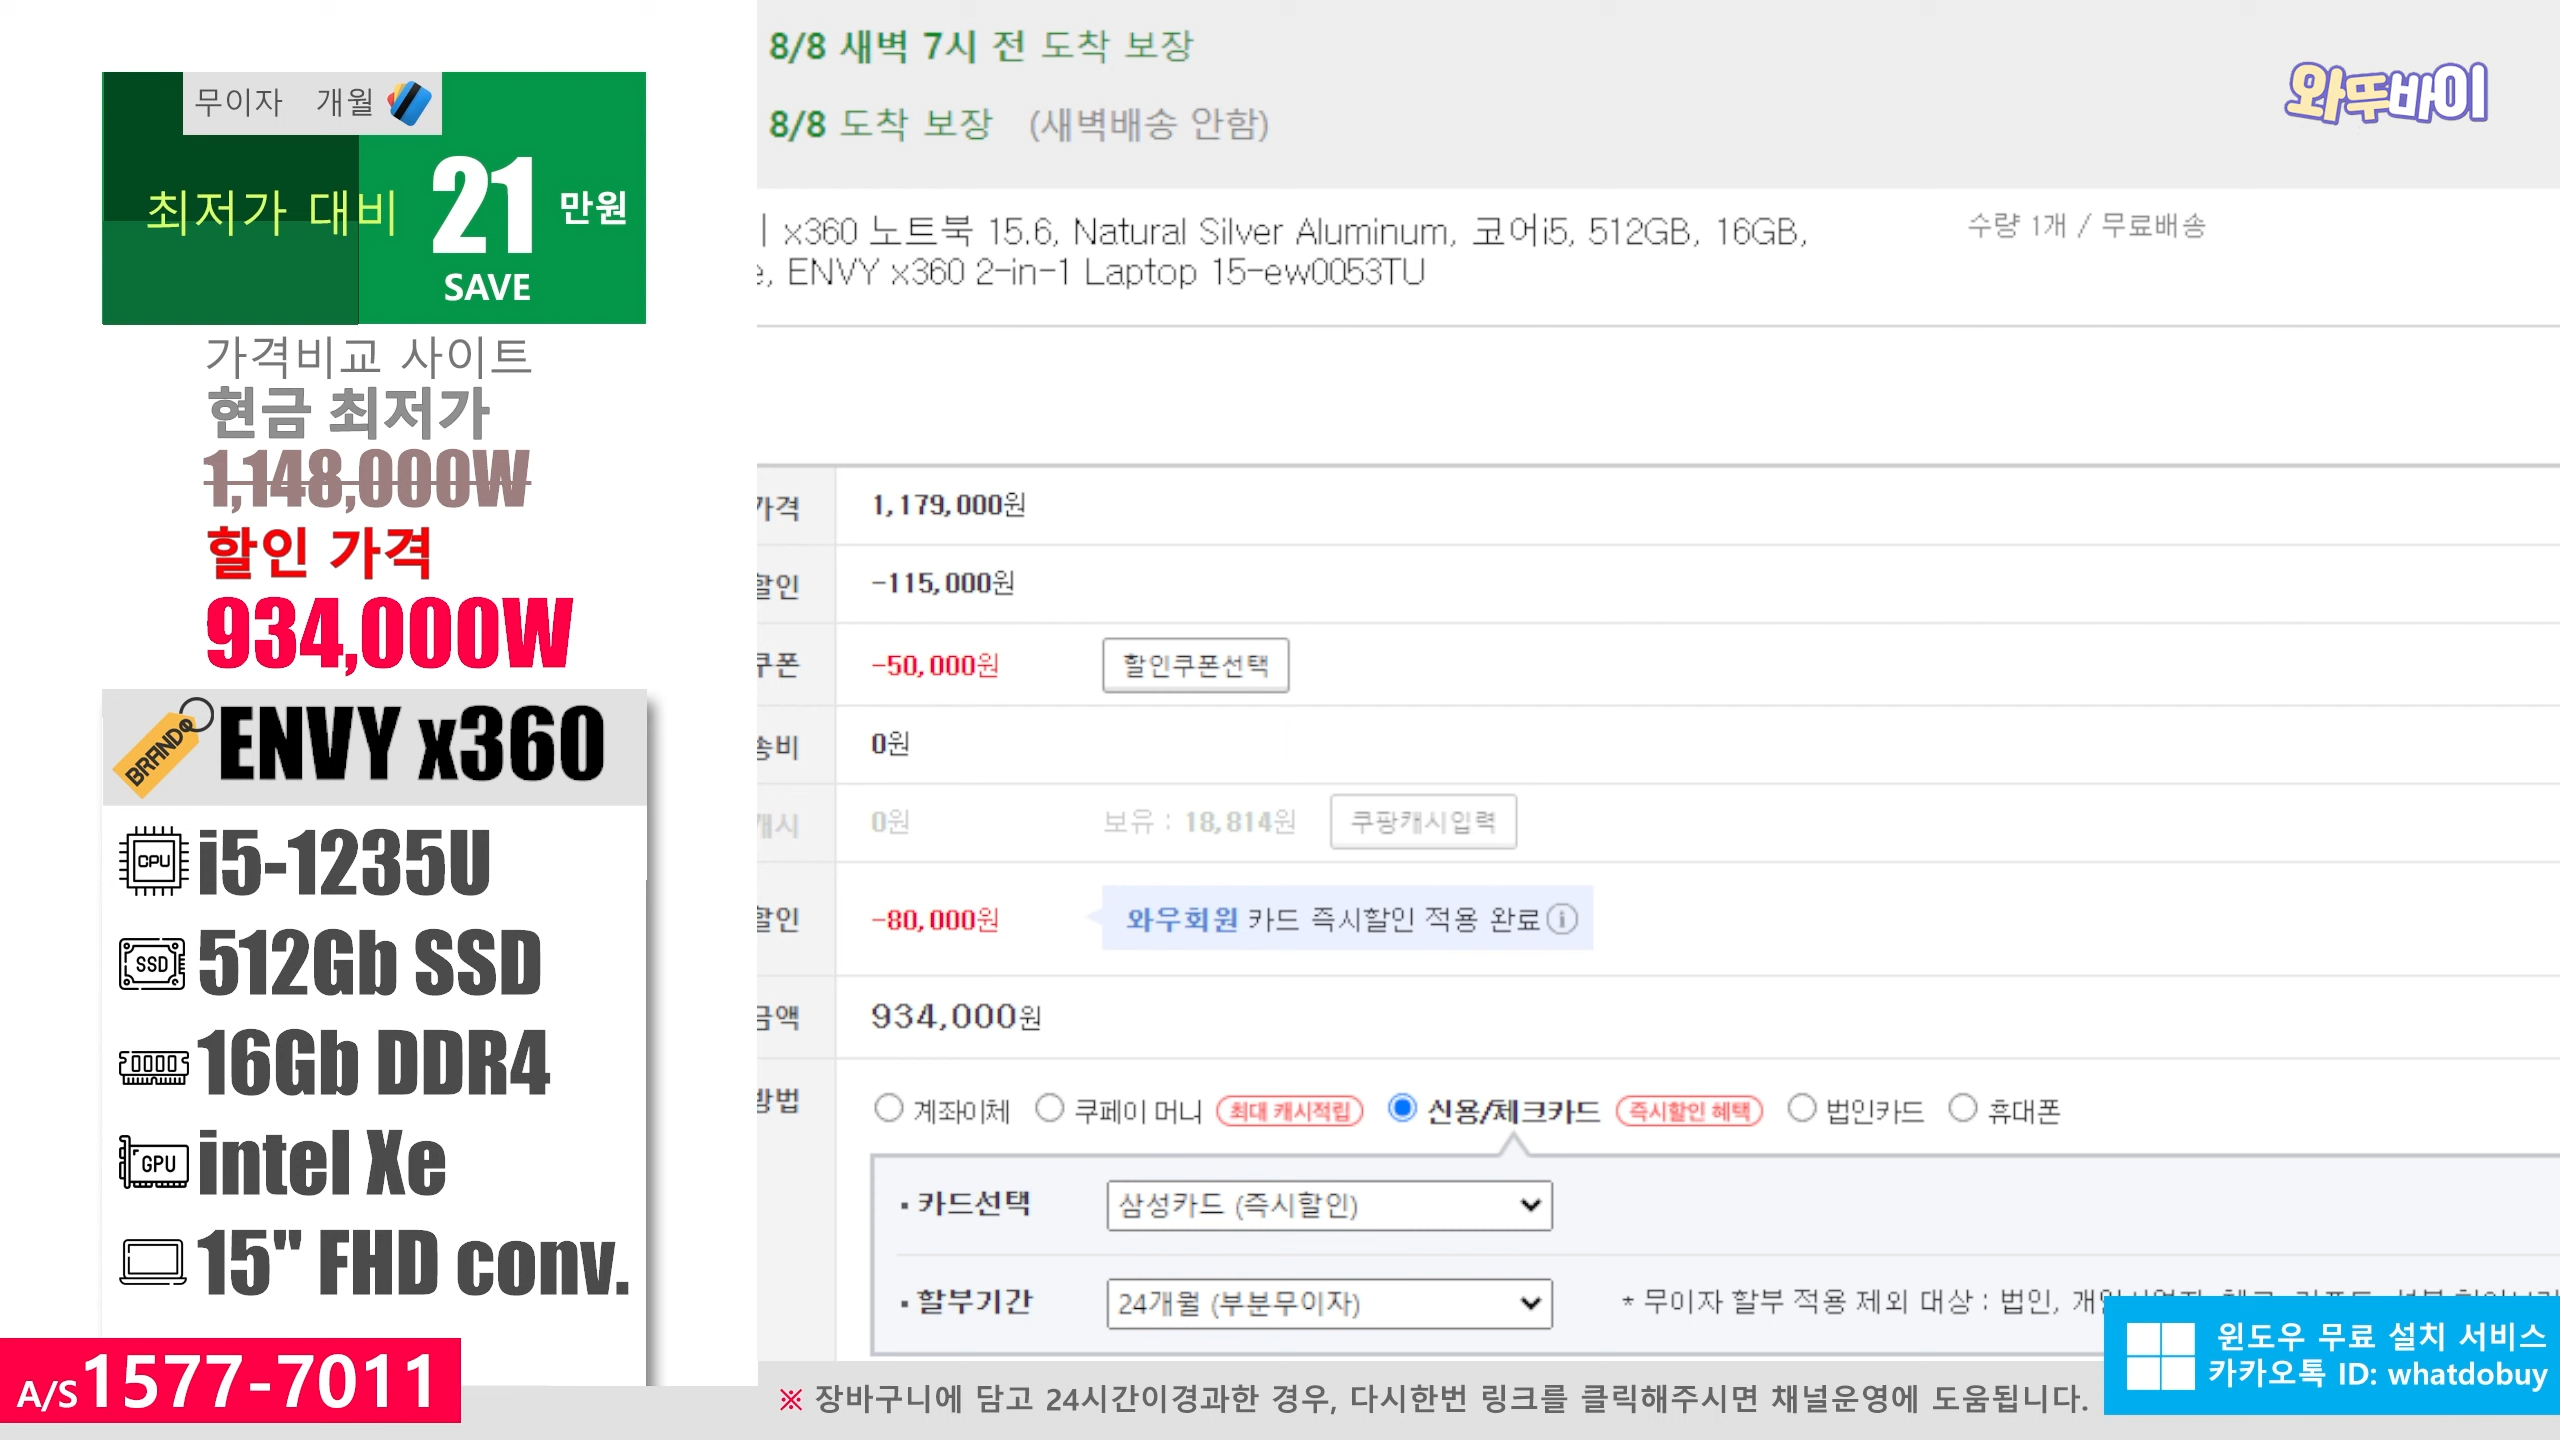 무이자 개월
최저가 대비 21 만원
SAVE
가격비교 사이트
현금 최저가
1,148,000W
할인 가격
934,000W
BRAND
ENVY x360
CPU
i5-1235U
SSD
512Gb SSD
16Gb DDR4
GPU
intel Xe
15" FHD conv.
A/S 1577-7011
8/8 새벽 7시 전 도착 보장
8/8 도착 보장 (새벽배송 안함)
와뚜바이
x360 노트북 15.6, Natural Silver Aluminum, 코어i5, 512GB, 16GB,
수량 1개 / 무료배송
e, ENVY x360 2-in-1 Laptop 15-ew0053TU
가격 1,179,000원
할인 -115,000원
쿠폰 -50,000원 할인쿠폰선택
송비 0원
캐시 0원 보유 : 18,814원 쿠팡캐시입력
할인 -80,000원 와우회원 카드 즉시할인 적용 완료
금액 934,000원
방법 계좌이체 쿠페이 머니 최대 캐시적립 신용/체크카드 즉시할인 혜택 법인카드 휴대폰
카드선택 삼성카드 (즉시할인)
할부기간 24개월 (부분무이자) * 무이자 할부 적용 제외 대상 : 법인,
윈도우 무료 설치 서비스
카카오톡 ID: whatdobuy
※ 장바구니에 담고 24시간이경과한 경우, 다시한번 링크를 클릭해주시면 채널운영에 도움됩니다.